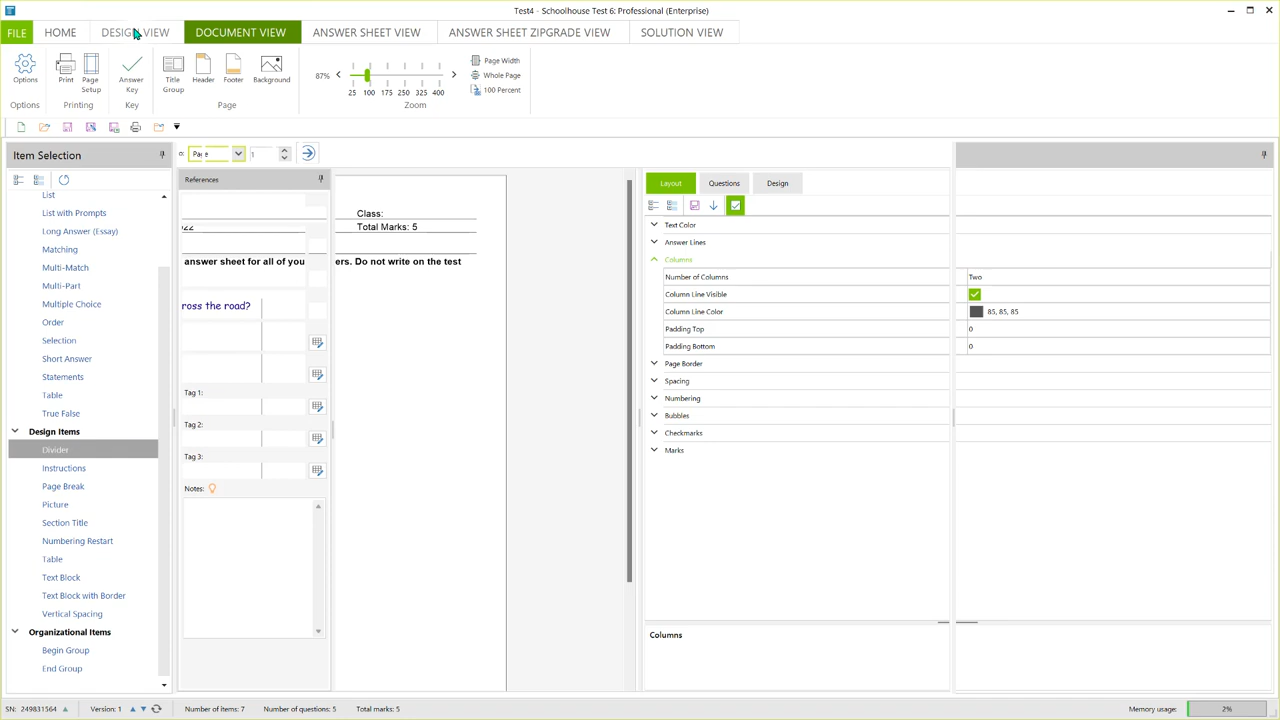 Test4 - Schoolhouse Test 6: Professional (Enterprise)
FILE HOME DESIGN VIEW DOCUMENT VIEW ANSWER SHEET VIEW ANSWER SHEET ZIPGRADE VIEW SOLUTION VIEW
Options
Print
Page Setup
Answer Key
Title Group
Header
Footer
Background
87%
25 100 175 250 325 400
Page Width
Whole Page
100 Percent
Options Printing Key Page Zoom
Item Selection
Page 1
List
List with Prompts
Long Answer (Essay)
Matching
Multi-Match
Multi-Part
Multiple Choice
Order
Selection
Short Answer
Statements
Table
True False
Design Items
Divider
Instructions
Page Break
Picture
Section Title
Numbering Restart
Table
Text Block
Text Block with Border
Vertical Spacing
Organizational Items
Begin Group
End Group
References
Class:
Total Marks: 5
answer sheet for all of you ers. Do not write on the test
ross the road?
Tag 1:
Tag 2:
Tag 3:
Notes:
Layout Questions Design
Text Color
Answer Lines
Columns
Number of Columns Two
Column Line Visible
Column Line Color 85, 85, 85
Padding Top 0
Padding Bottom 0
Page Border
Spacing
Numbering
Bubbles
Checkmarks
Marks
Columns
SN: 249831564 Version: 1 Number of items: 7 Number of questions: 5 Total marks: 5 Memory usage: 2%